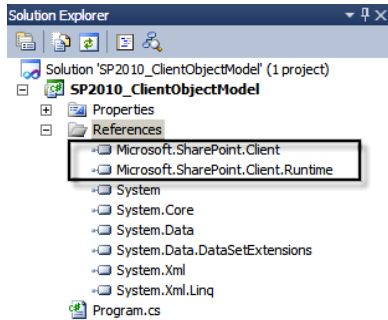 Solution Explorer
Solution 'SP2010_ClientObjectModel' (1 project)
SP2010_ClientObjectModel
Properties
References
Microsoft.SharePoint.Client
Microsoft.SharePoint.Client.Runtime
System
System.Core
System.Data
System.Data.DataSetExtensions
System.Xml
System.Xml.Linq
Program.cs